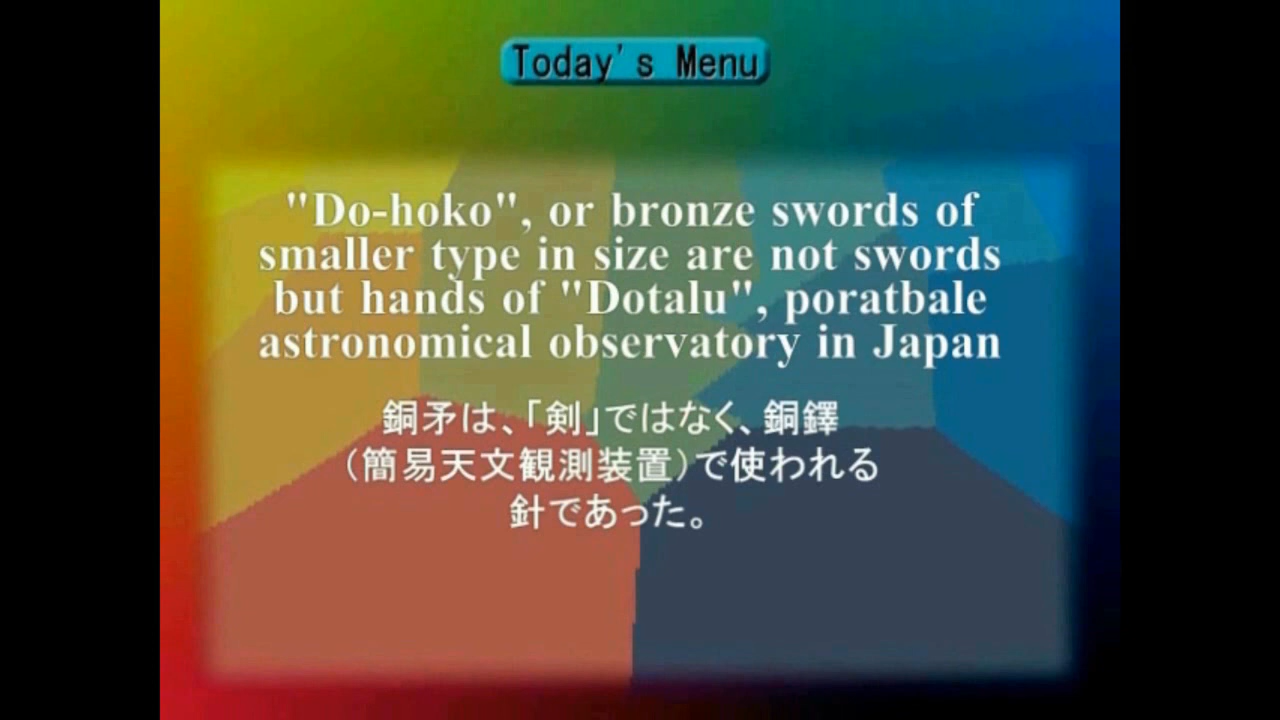 Today's Menu
"Do-hoko", or bronze swords of
smaller type in size are not swords
but hands of "Dotalu", poratbale
astronomical observatory in Japan
銅矛は、「剣」ではなく、銅鐸
（簡易天文観測装置）で使われる
針であった。